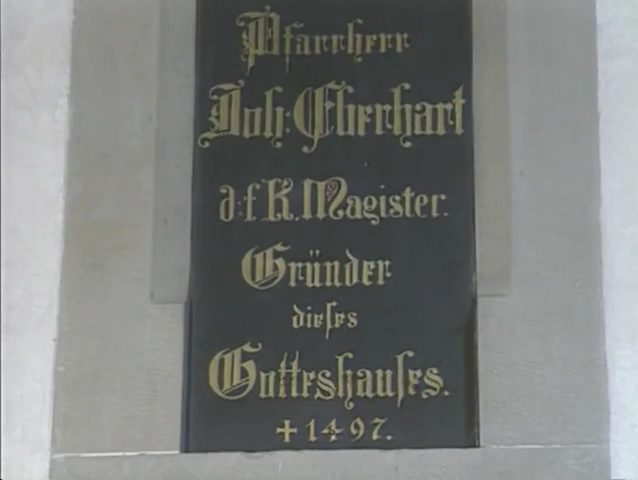 Pfarrherr
Joh: Eberhart
d: f K. Magister.
Gründer
dieses
Gotteshauses.
+ 1497.